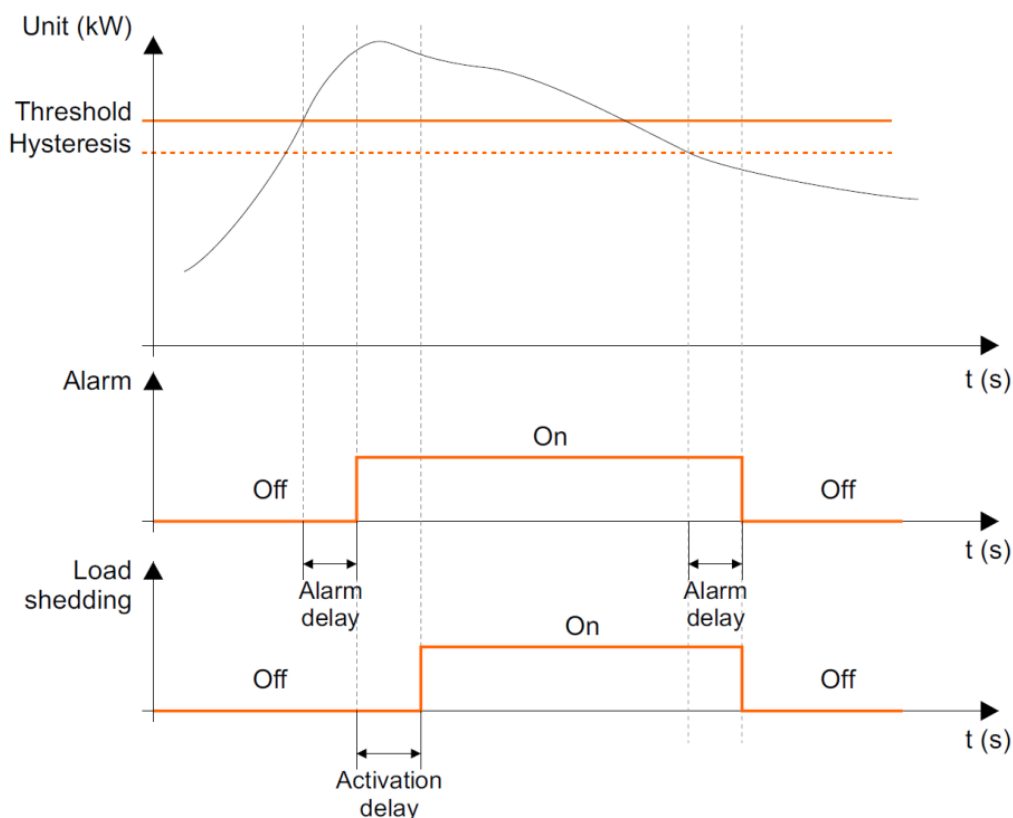 Unit (kW)
Threshold
Hysteresis
t (s)
Alarm
On
Off
Off
t (s)
Alarm
delay
Alarm
delay
Load
shedding
On
Off
Off
t (s)
Activation
delay